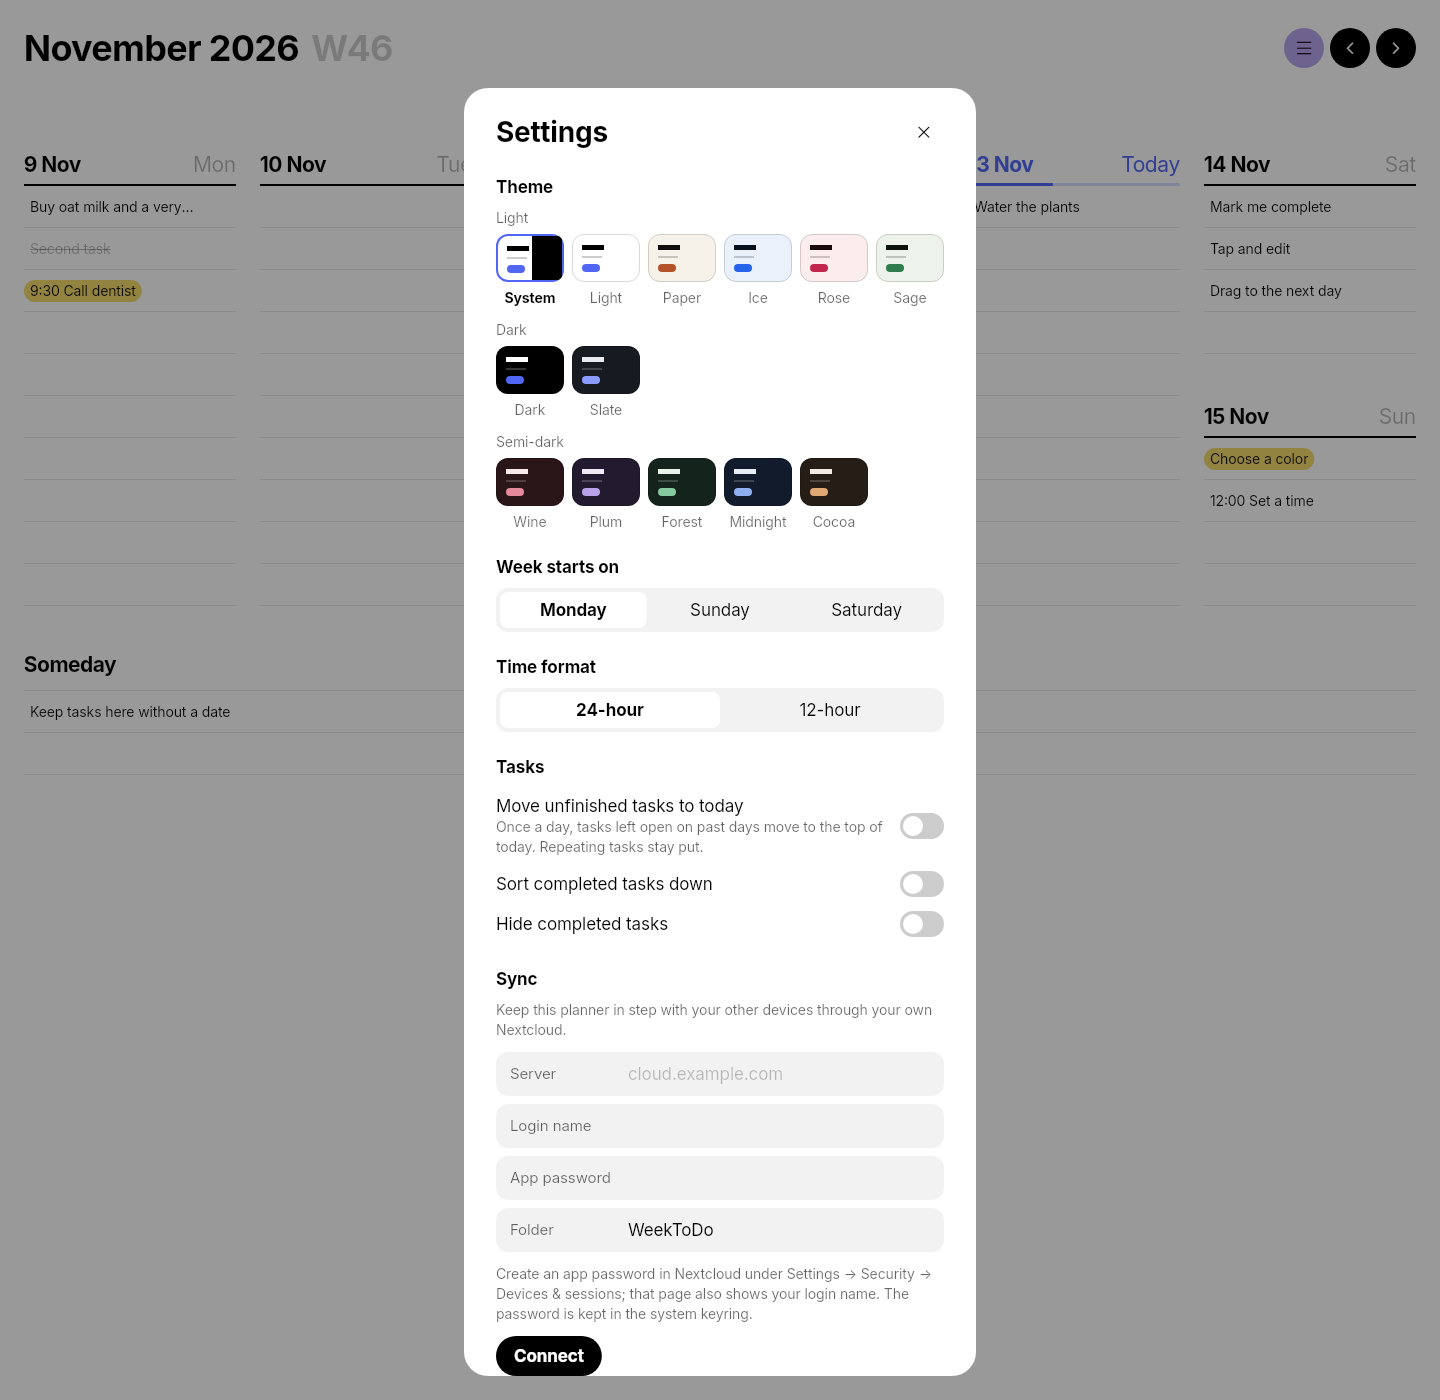 November 2026 W46
9 Nov Mon
10 Nov Tue
3 Nov Today
14 Nov Sat
Buy oat milk and a very…
Second task
9:30 Call dentist
Water the plants
Mark me complete
Tap and edit
Drag to the next day
15 Nov Sun
Choose a color
12:00 Set a time
Someday
Keep tasks here without a date
Settings
Theme
Light
System Light Paper Ice Rose Sage
Dark
Dark Slate
Semi-dark
Wine Plum Forest Midnight Cocoa
Week starts on
Monday Sunday Saturday
Time format
24-hour 12-hour
Tasks
Move unfinished tasks to today
Once a day, tasks left open on past days move to the top of
today. Repeating tasks stay put.
Sort completed tasks down
Hide completed tasks
Sync
Keep this planner in step with your other devices through your own
Nextcloud.
Server cloud.example.com
Login name
App password
Folder WeekToDo
Create an app password in Nextcloud under Settings → Security →
Devices & sessions; that page also shows your login name. The
password is kept in the system keyring.
Connect